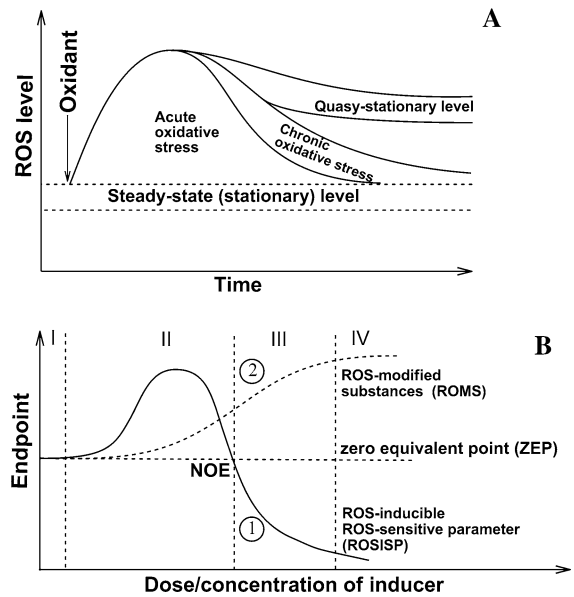 A
ROS level
Oxidant
Acute
oxidative
stress
Quasy-stationary level
Chronic
oxidative stress
Steady-state (stationary) level
Time
B
I
II
III
IV
Endpoint
2
ROS-modified
substances (ROMS)
zero equivalent point (ZEP)
NOE
1
ROS-inducible
ROS-sensitive parameter
(ROSISP)
Dose/concentration of inducer